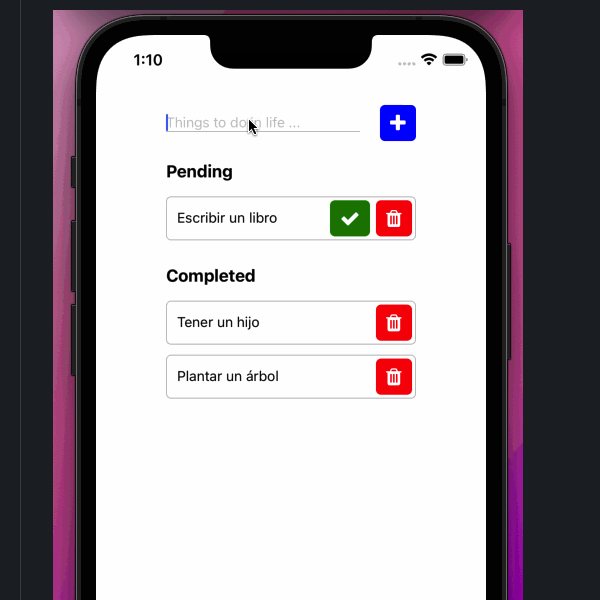 1:10
Things to do in life ...
Pending
Escribir un libro
Completed
Tener un hijo
Plantar un árbol